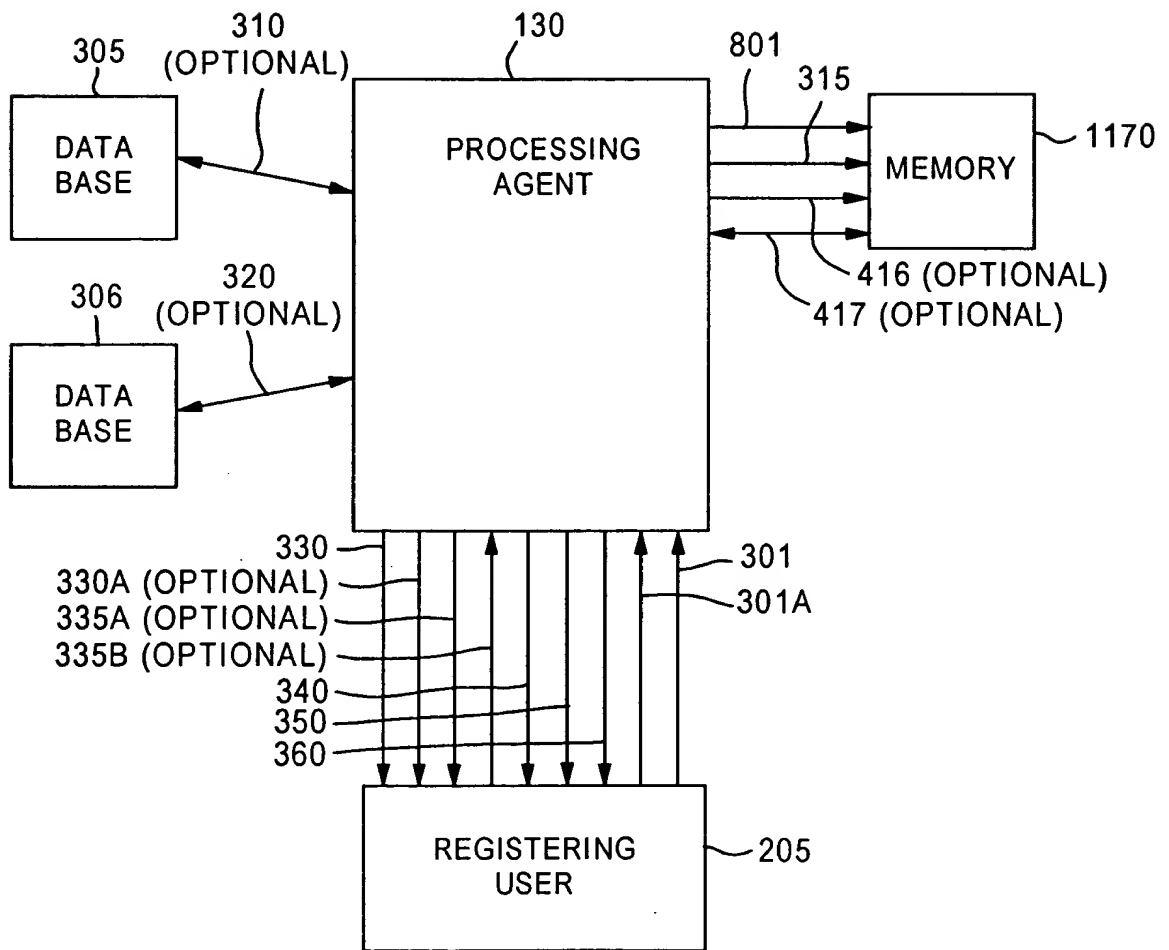 305
310
(OPTIONAL)
130
801
315
1170
DATA
BASE
PROCESSING
AGENT
MEMORY
416 (OPTIONAL)
417 (OPTIONAL)
306
320
(OPTIONAL)
DATA
BASE
330
330A (OPTIONAL)
335A (OPTIONAL)
335B (OPTIONAL)
340
350
360
301
301A
REGISTERING
USER
205